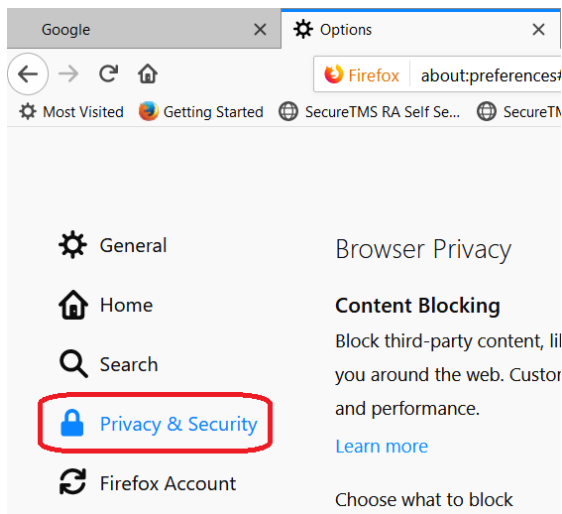 Google
Options
Firefox about:preferences#
Most Visited Getting Started SecureTMS RA Self Se... SecureTM
General
Home
Search
Privacy & Security
Firefox Account
Browser Privacy
Content Blocking
Block third-party content, li
you around the web. Custor
and performance.
Learn more
Choose what to block